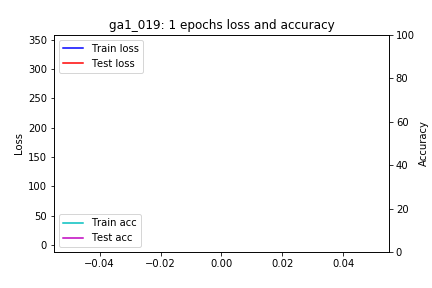 ga1_019: 1 epochs loss and accuracy
350
300
250
200
150
100
50
0
Loss
Train loss
Test loss
Train acc
Test acc
100
80
60
40
20
0
Accuracy
−0.04 −0.02 0.00 0.02 0.04